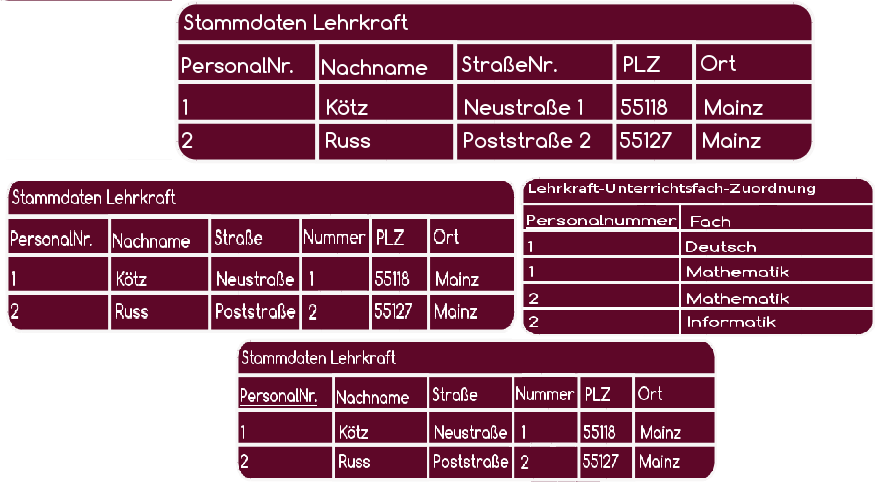 Stammdaten Lehrkraft
PersonalNr. Nachname StraßeNr. PLZ Ort
1 Kötz Neustraße 1 55118 Mainz
2 Russ Poststraße 2 55127 Mainz
Stammdaten Lehrkraft
PersonalNr. Nachname Straße Nummer PLZ Ort
1 Kötz Neustraße 1 55118 Mainz
2 Russ Poststraße 2 55127 Mainz
Lehrkraft-Unterrichtsfach-Zuordnung
Personalnummer Fach
1 Deutsch
1 Mathematik
2 Mathematik
2 Informatik
Stammdaten Lehrkraft
PersonalNr. Nachname Straße Nummer PLZ Ort
1 Kötz Neustraße 1 55118 Mainz
2 Russ Poststraße 2 55127 Mainz